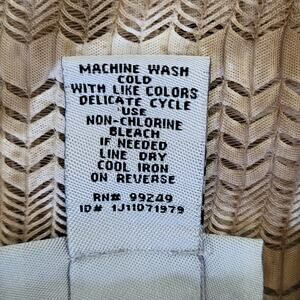 MACHINE WASH
COLD
WITH LIKE COLORS
DELICATE CYCLE
USE
NON-CHLORINE
BLEACH
IF NEEDED
LINE DRY
COOL IRON
ON REVERSE
RN# 99249
ID# 1J11071979